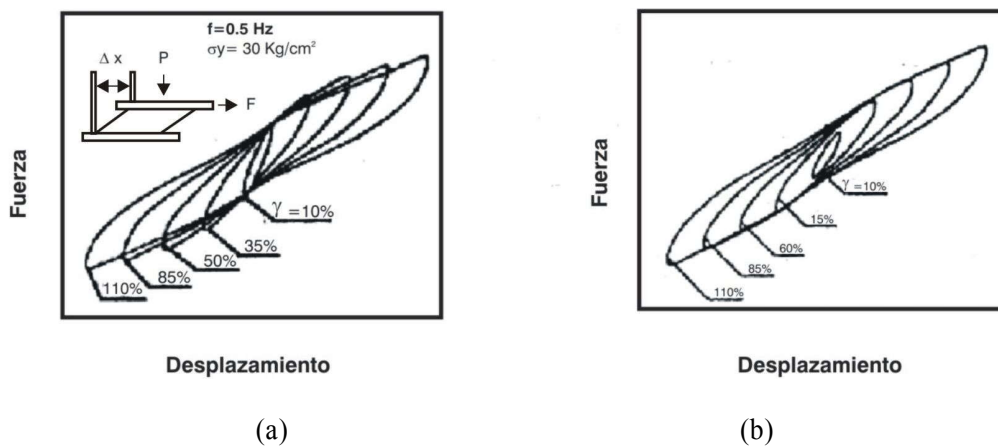 f=0.5 Hz
σy= 30 Kg/cm²
Δ x
P
F
Fuerza
γ =10%
35%
50%
85%
110%
Desplazamiento
(a)
Fuerza
γ =10%
15%
60%
85%
110%
Desplazamiento
(b)